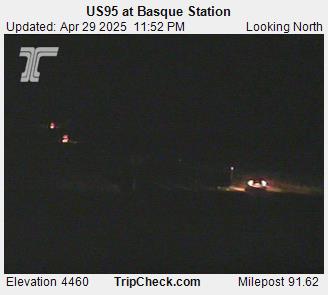 US95 at Basque Station
Updated: Apr 29 2025 11:52 PM Looking North
Elevation 4460 TripCheck.com Milepost 91.62